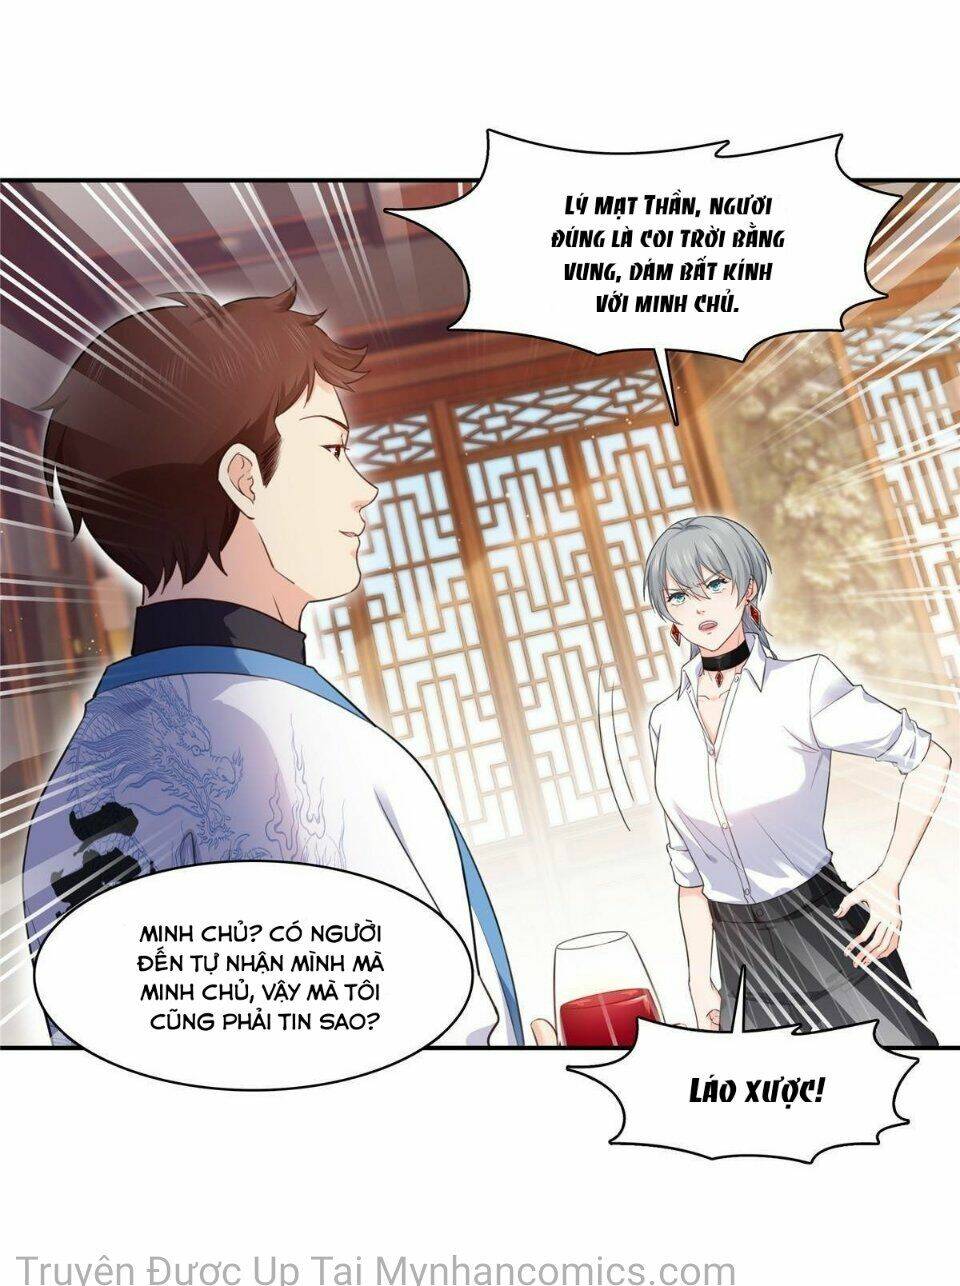 Lý Mạt Thần, ngươi
đúng là coi trời bằng
vung, dám bất kính
với minh chủ.
MINH CHỦ? CÓ NGƯỜI
ĐẾN TỰ NHẬN MÌNH MÀ
MINH CHỦ, VẬY MÀ TÔI
CŨNG PHẢI TIN SAO?
Láo xược!
Truyện Được Up Tại Mynhancomics.com